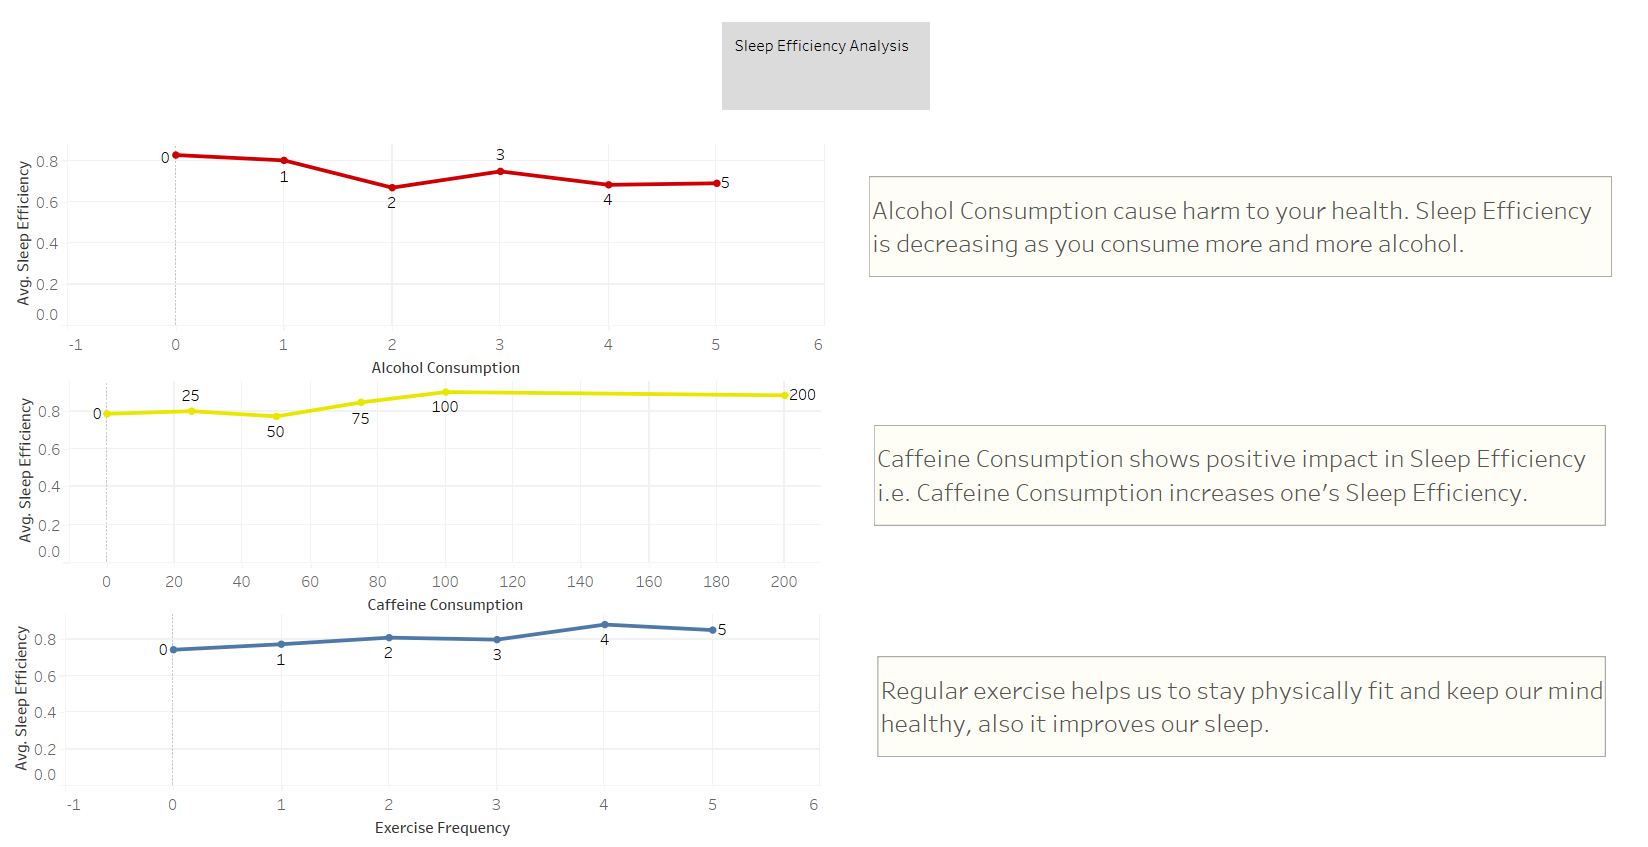 Sleep Efficiency Analysis
Avg. Sleep Efficiency
0.8
0.6
0.4
0.2
0.0
0
1
2
3
4
5
-1 0 1 2 3 4 5 6
Alcohol Consumption
Alcohol Consumption cause harm to your health. Sleep Efficiency
is decreasing as you consume more and more alcohol.
Avg. Sleep Efficiency
0.8
0.6
0.4
0.2
0.0
0
25
50
75
100
200
0 20 40 60 80 100 120 140 160 180 200
Caffeine Consumption
Caffeine Consumption shows positive impact in Sleep Efficiency
i.e. Caffeine Consumption increases one’s Sleep Efficiency.
Avg. Sleep Efficiency
0.8
0.6
0.4
0.2
0.0
0
1
2
3
4
5
-1 0 1 2 3 4 5 6
Exercise Frequency
Regular exercise helps us to stay physically fit and keep our mind
healthy, also it improves our sleep.